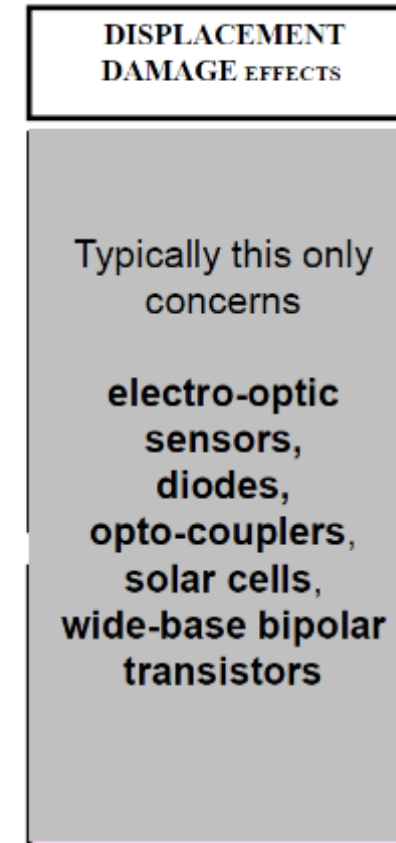 DISPLACEMENT
DAMAGE EFFECTS
Typically this only
concerns
electro-optic
sensors,
diodes,
opto-couplers,
solar cells,
wide-base bipolar
transistors